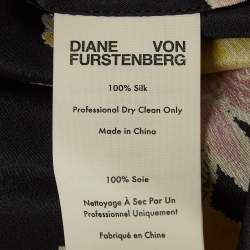 DIANE VON
FURSTENBERG
100% Silk
Professional Dry Clean Only
Made in China
100% Soie
Nettoyage À Sec Par Un
Professionnel Uniquement
Fabriqué en Chine